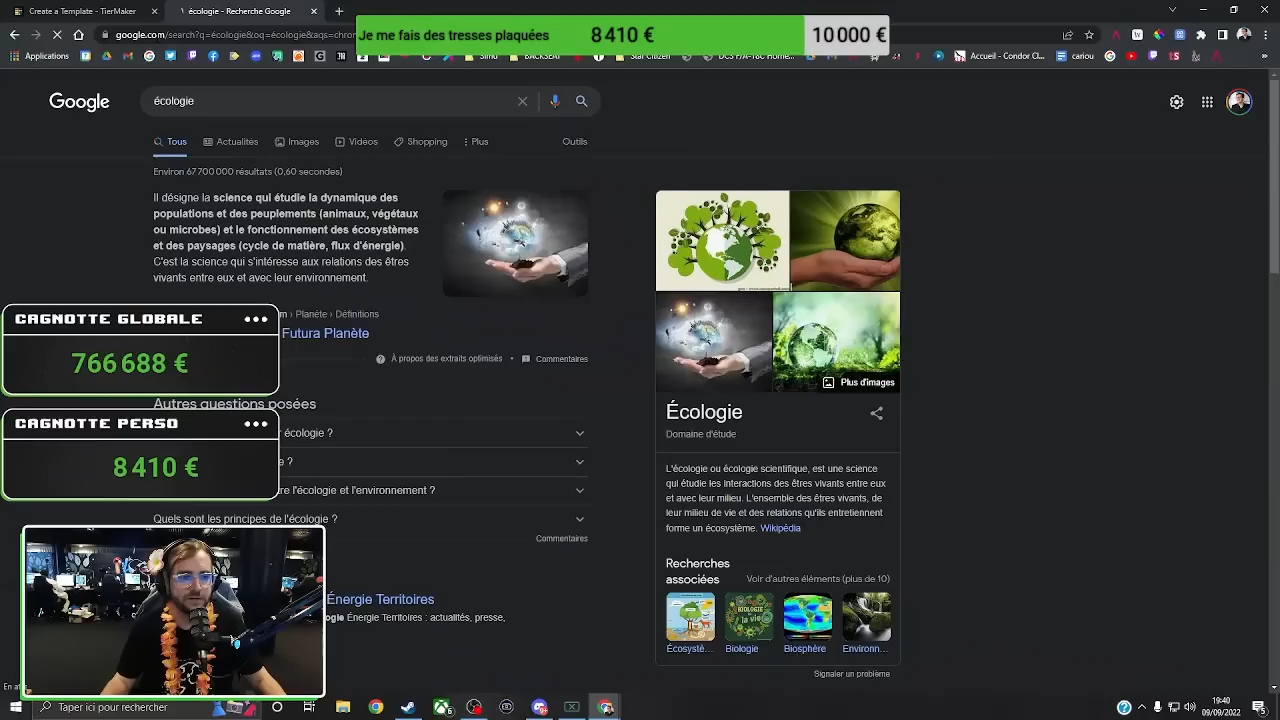 Create a Template - TierMaker
écologie - Recherche Google
Je me fais des tresses plaquées 8 410 € 10 000 €
Applications
Accueil - Condor Cl...
cariou
Google
écologie
Tous
Actualités
Images
Vidéos
Shopping
Plus
Outils
Environ 67 700 000 résultats (0,60 secondes)
Il désigne la science qui étudie la dynamique des
populations et des peuplements (animaux, végétaux
ou microbes) et le fonctionnement des écosystèmes
et des paysages (cycle de matière, flux d'énergie).
C'est la science qui s'intéresse aux relations des êtres
vivants entre eux et avec leur environnement.
› Planète › Définitions
Futura Planète
À propos des extraits optimisés • Commentaires
CAGNOTTE GLOBALE
766 688 €
Autres questions posées
CAGNOTTE PERSO
8 410 €
écologie ?
e ?
re l'écologie et l'environnement ?
Quels sont les principes de l'écologie ?
Commentaires
Énergie Territoires
gie Énergie Territoires : actualités, presse,
Plus d'images
Écologie
Domaine d'étude
L'écologie ou écologie scientifique, est une science
qui étudie les interactions des êtres vivants entre eux
et avec leur milieu. L'ensemble des êtres vivants, de
leur milieu de vie et des relations qu'ils entretiennent
forme un écosystème. Wikipédia
Recherches
associées
Voir d'autres éléments (plus de 10)
BIOLOGIE
la vie
Écosystè...
Biologie
Biosphère
Environn...
Signaler un problème
Taper ici pour rechercher
19:40
09/09/2022